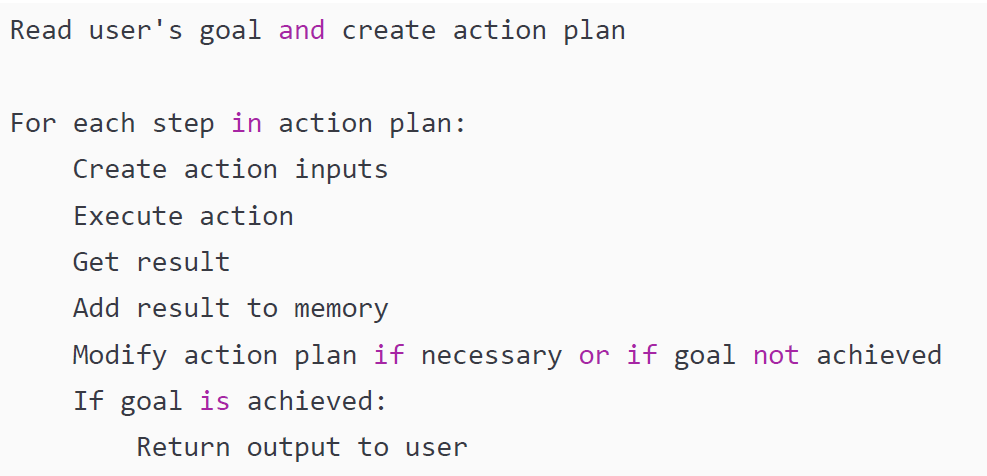 Read user's goal and create action plan
For each step in action plan:
Create action inputs
Execute action
Get result
Add result to memory
Modify action plan if necessary or if goal not achieved
If goal is achieved:
Return output to user